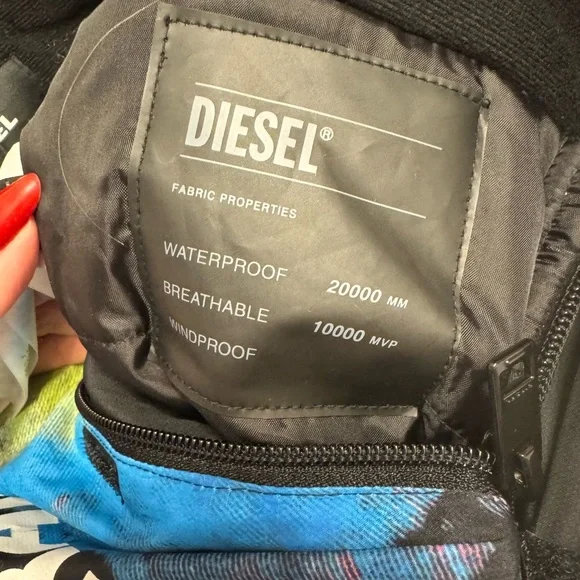 DIESEL®
FABRIC PROPERTIES
WATERPROOF 20000 MM
BREATHABLE 10000 MVP
WINDPROOF